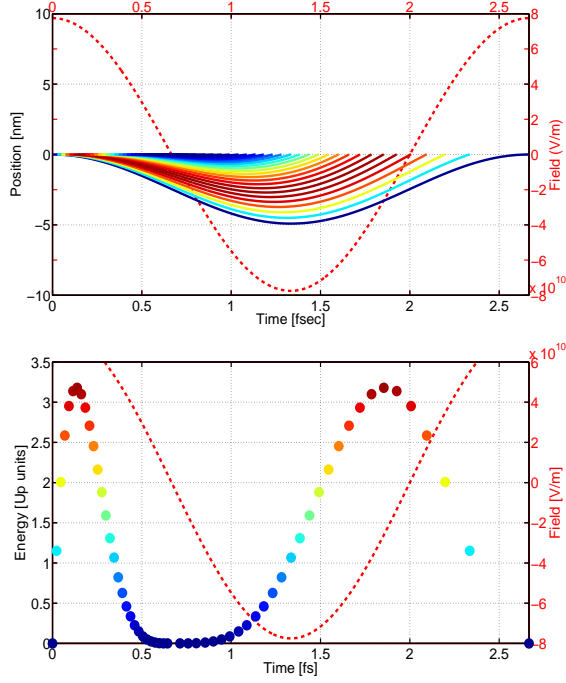 0 0.5 1 1.5 2 2.5
10 8
6
5 4
2
0 0
−2
−5 −4
−6
−10 −8
Position [nm]
Field (V/m)
x 10^10
0 0.5 1 1.5 2 2.5
Time [fsec]
x 10^10
3.5 6
3 4
2.5 2
2 0
1.5 −2
1 −4
0.5 −6
0 −8
Energy [Up units]
Field [V/m]
0 0.5 1 1.5 2 2.5
Time [fs]